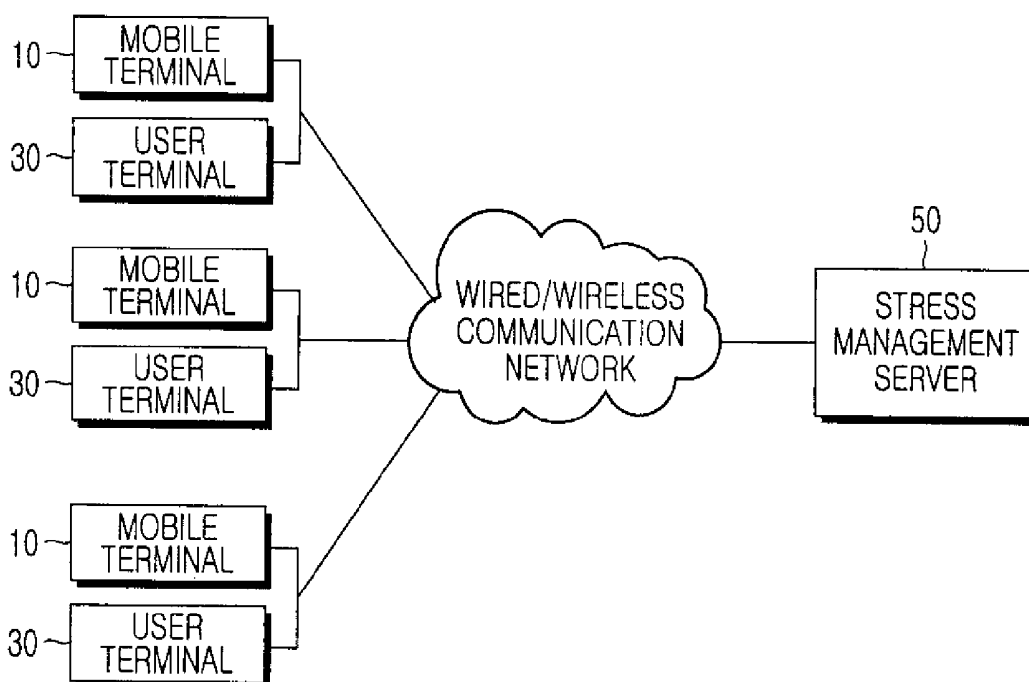 10
MOBILE
TERMINAL
30
USER
TERMINAL
10
MOBILE
TERMINAL
30
USER
TERMINAL
10
MOBILE
TERMINAL
30
USER
TERMINAL
WIRED/WIRELESS
COMMUNICATION
NETWORK
50
STRESS
MANAGEMENT
SERVER